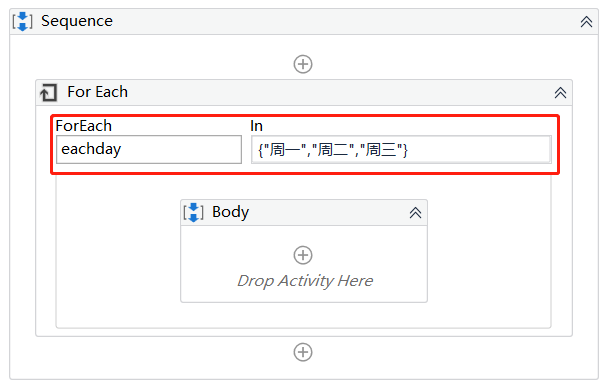 Sequence
For Each
ForEach In
eachday {"周一","周二","周三"}
Body
Drop Activity Here